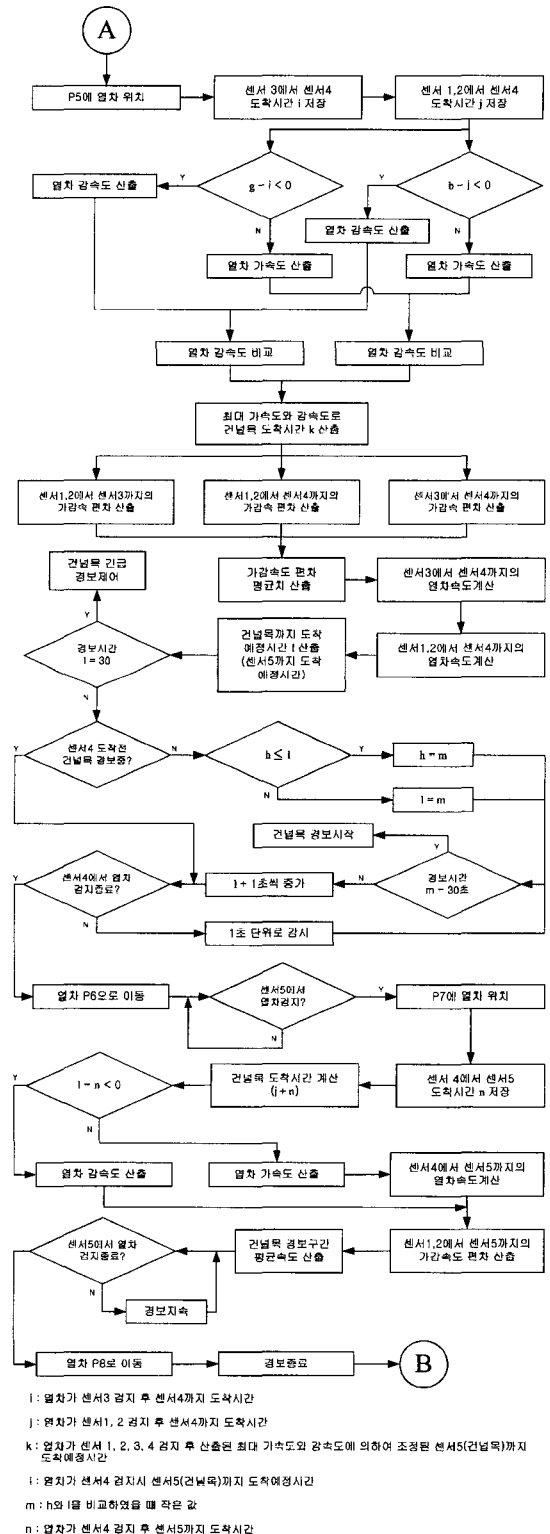 A
P5에 열차 위치
센서 3에서 센서4
도착시간 i 저장
센서 1,2에서 센서4
도착시간 j 저장
열차 감속도 산출
Y
g - i < 0
Y
b - j < 0
열차 감속도 산출
N
N
열차 가속도 산출
열차 가속도 산출
열차 감속도 비교
열차 감속도 비교
최대 가속도와 감속도로
건널목 도착시간 k 산출
센서1,2에서 센서3까지의
가감속 편차 산출
센서1,2에서 센서4까지의
가감속 편차 산출
센서3에서 센서4까지의
가감속 편차 산출
건널목 긴급
경보제어
가감속도 편차
평균치 산출
센서3에서 센서4까지의
열차속도계산
Y
경보시간
l = 30
건널목까지 도착
예정시간 l 산출
(센서5까지 도착
예정시간)
센서1,2에서 센서4까지의
열차속도계산
N
Y
센서4 도착전
건널목 경보중?
N
h ≤ l
Y
h = m
N
l = m
건널목 경보시작
Y
Y
센서4에서 열차
검지종료?
1 + 1초씩 증가
N
경보시간
m - 30초
N
1초 단위로 감시
열차 P6으로 이동
센서5에서
열차검지?
Y
P7에 열차 위치
N
Y
l - n < 0
건널목 도착시간 계산
(j+n)
센서 4에서 센서5
도착시간 n 저장
N
열차 감속도 산출
열차 가속도 산출
센서4에서 센서5까지의
열차속도계산
Y
센서5에서 열차
검지종료?
건널목 경보구간
평균속도 산출
센서1,2에서 센서5까지의
가감속도 편차 산출
N
경보지속
열차 P8로 이동
경보종료
B
i : 열차가 센서3 검지 후 센서4까지 도착시간
j : 열차가 센서1, 2 검지 후 센서4까지 도착시간
k : 열차가 센서 1, 2, 3, 4 검지 후 산출된 최대 가속도와 감속도에 의하여 조정된 센서5(건널목)까지
도착예정시간
l : 열차가 센서4 검지시 센서5(건널목)까지 도착예정시간
m : h와 l을 비교하였을 때 작은 값
n : 열차가 센서4 검지 후 센서5까지 도착시간